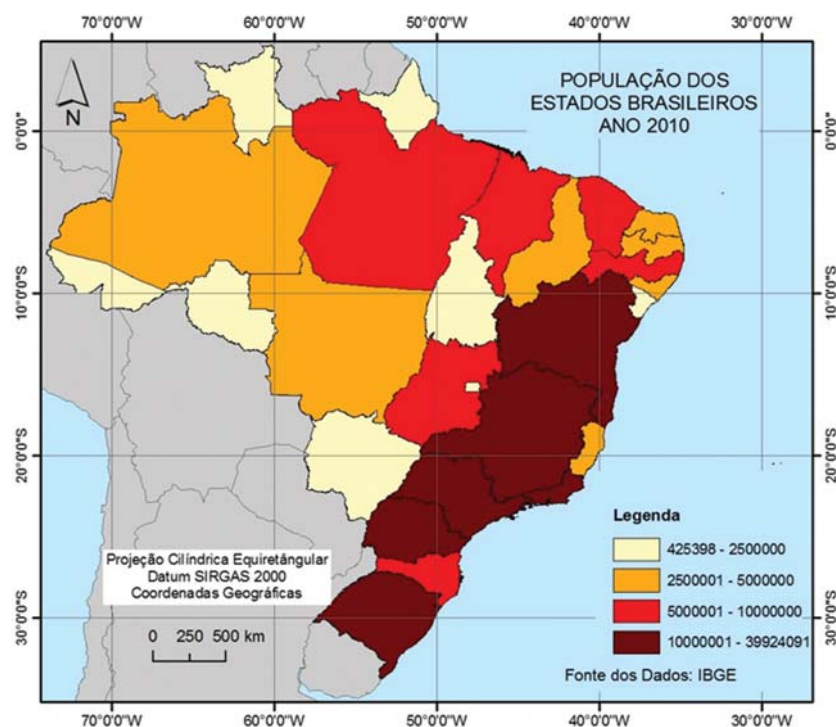 70°0'0"W 60°0'0"W 50°0'0"W 40°0'0"W 30°0'0"W
POPULAÇÃO DOS
ESTADOS BRASILEIROS
ANO 2010
N
0°0'0" 0°0'0"
10°0'0"S 10°0'0"S
20°0'0"S 20°0'0"S
30°0'0"S 30°0'0"S
Legenda
425398 - 2500000
2500001 - 5000000
5000001 - 10000000
10000001 - 39924091
Projeção Cilíndrica Equiretângular
Datum SIRGAS 2000
Coordenadas Geográficas
0 250 500 km
Fonte dos Dados: IBGE
70°0'0"W 60°0'0"W 50°0'0"W 40°0'0"W 30°0'0"W